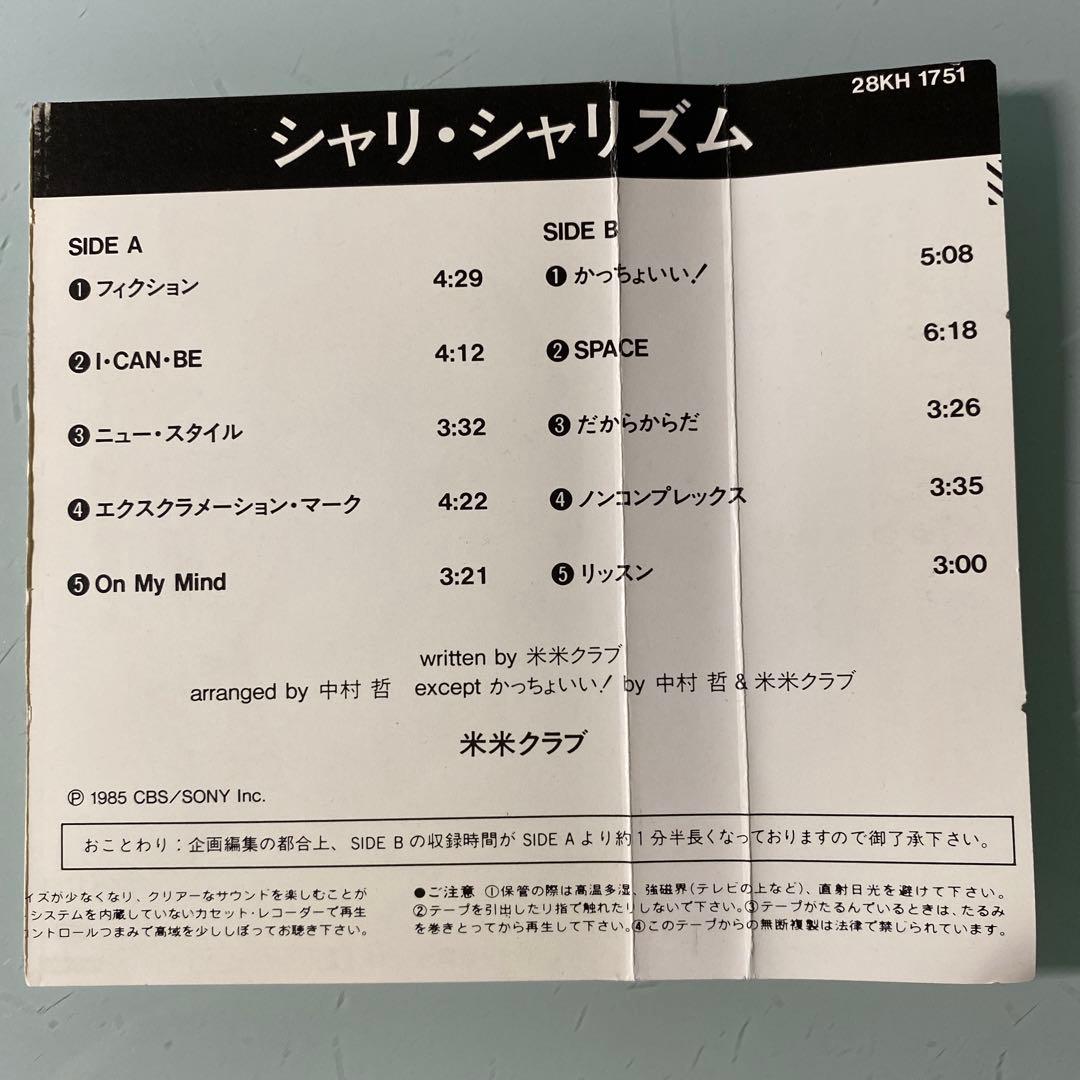 28KH 1751
シャリ・シャリズム
SIDE A
❶フィクション 4:29
❷I・CAN・BE 4:12
❸ニュー・スタイル 3:32
❹エクスクラメーション・マーク 4:22
❺On My Mind 3:21
SIDE B
❶かっちょいい! 5:08
❷SPACE 6:18
❸だからからだ 3:26
❹ノンコンプレックス 3:35
❺リッスン 3:00
written by 米米クラブ
arranged by 中村 哲 except かっちょいい! by 中村 哲 & 米米クラブ
米米クラブ
Ⓟ 1985 CBS/SONY Inc.
おことわり:企画編集の都合上、SIDE Bの収録時間がSIDE Aより約1分半長くなっておりますので御了承下さい。
イズが少なくなり、クリアーなサウンドを楽しむことが
システムを内蔵していないカセット・レコーダーで再生
コントロールつまみで高域を少ししぼってお聴き下さい。
●ご注意 ①保管の際は高温多湿、強磁界(テレビの上など)、直射日光を避けて下さい。
②テープを引出したり指で触れたりしないで下さい。③テープがたるんでいるときは、たるみ
を巻きとってから再生して下さい。④このテープからの無断複製は法律で禁じられています。